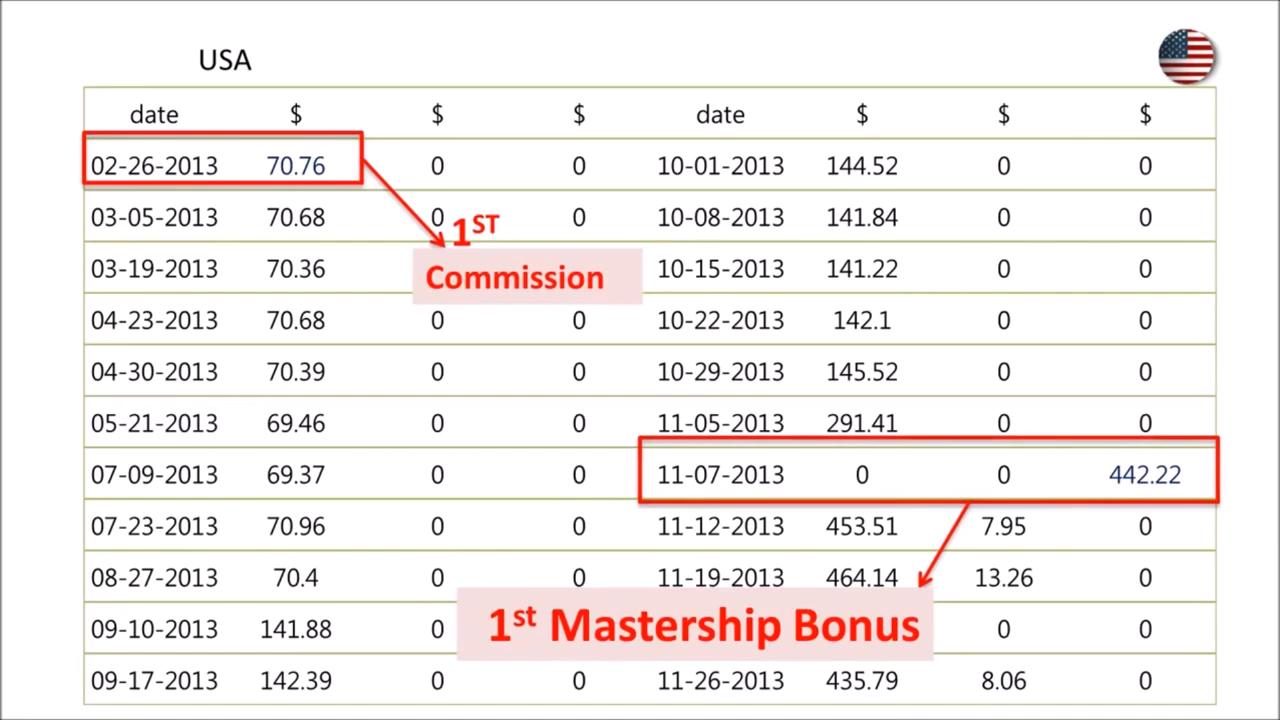 USA
date $ $ $ date $ $ $
02-26-2013 70.76 0 0 10-01-2013 144.52 0 0
03-05-2013 70.68 0 0 10-08-2013 141.84 0 0
1ST
03-19-2013 70.36 10-15-2013 141.22 0 0
Commission
04-23-2013 70.68 0 0 10-22-2013 142.1 0 0
04-30-2013 70.39 0 0 10-29-2013 145.52 0 0
05-21-2013 69.46 0 0 11-05-2013 291.41 0 0
07-09-2013 69.37 0 0 11-07-2013 0 0 442.22
07-23-2013 70.96 0 0 11-12-2013 453.51 7.95 0
08-27-2013 70.4 0 0 11-19-2013 464.14 13.26 0
09-10-2013 141.88 0 0 0
1st Mastership Bonus
09-17-2013 142.39 0 0 11-26-2013 435.79 8.06 0